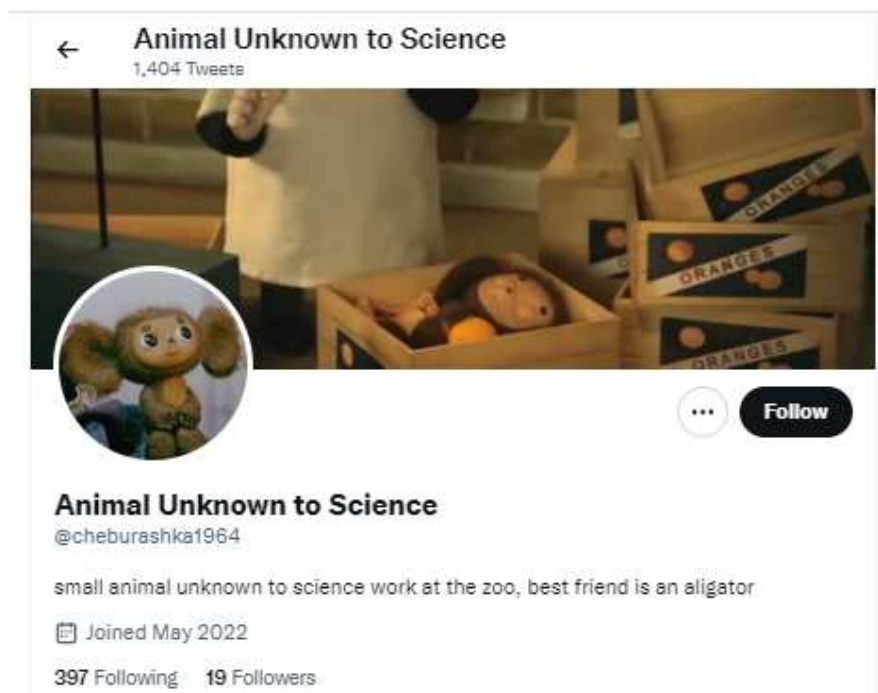 Animal Unknown to Science
1,404 Tweets
ORANGES
ORANGES
ORANGES
Follow
Animal Unknown to Science
@cheburashka1964
small animal unknown to science work at the zoo, best friend is an aligator
Joined May 2022
397 Following 19 Followers